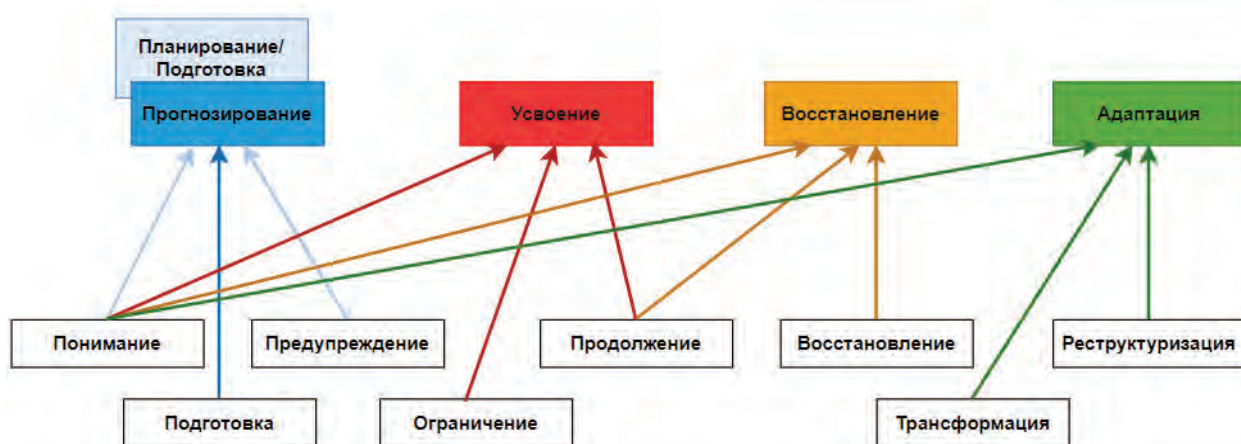 Планирование/
Подготовка
Прогнозирование
Усвоение
Восстановление
Адаптация
Понимание
Предупреждение
Продолжение
Восстановление
Реструктуризация
Подготовка
Ограничение
Трансформация